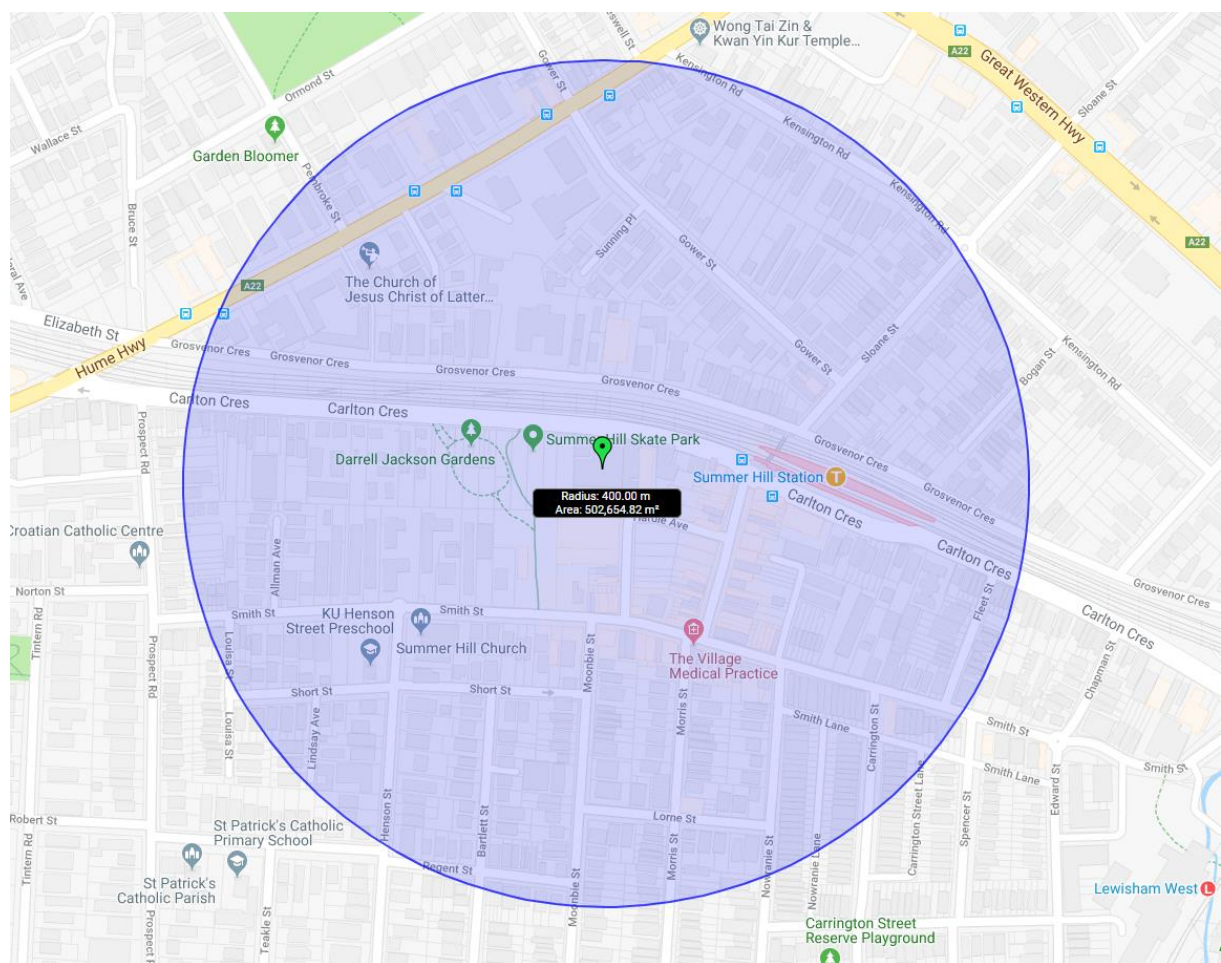 Wong Tai Zin &
Kwan Yin Kur Temple...
A22
Great Western Hwy
Sloane St
Gower St
Kensington Rd
Kensington Rd
Kensington Rd
Ormond St
Wallace St
Garden Bloomer
Pembroke St
Bruce St
A22
Sunning Pl
Gower St
The Church of
Jesus Christ of Latter...
A22
Elizabeth St
Hume Hwy
Grosvenor Cres
Grosvenor Cres
Grosvenor Cres
Grosvenor Cres
Gower St
Sloane St
Bogan St
Kensington Rd
Carlton Cres
Carlton Cres
Prospect Rd
Summer Hill Skate Park
Grosvenor Cres
Darrell Jackson Gardens
Summer Hill Station
T
Radius: 400.00 m
Area: 502,654.82 m²
Hardie Ave
Carlton Cres
Grosvenor Cres
Croatian Catholic Centre
Allman Ave
Carlton Cres
Grosvenor Cres
Norton St
Tintern Rd
Smith St
KU Henson
Street Preschool
Smith St
Summer Hill Church
Fleet St
Carlton Cres
Louisa St
Prospect Rd
Moonbie St
The Village
Medical Practice
Chapman St
Short St
Short St
Morris St
Smith Lane
Carrington St
Smith St
Louisa St
Lindsay Ave
Smith Lane
Smith St
Henson St
Bartlett St
Lorne St
Carrington Street Lane
Spencer St
Edward St
Robert St
St Patrick's Catholic
Primary School
Tintern Rd
Regent St
Morris St
Nowranie St
Nowranie Lane
St Patrick's
Catholic Parish
Moonbie St
Lewisham West
L
Prospect R
Teakle St
Carrington Street
Reserve Playground